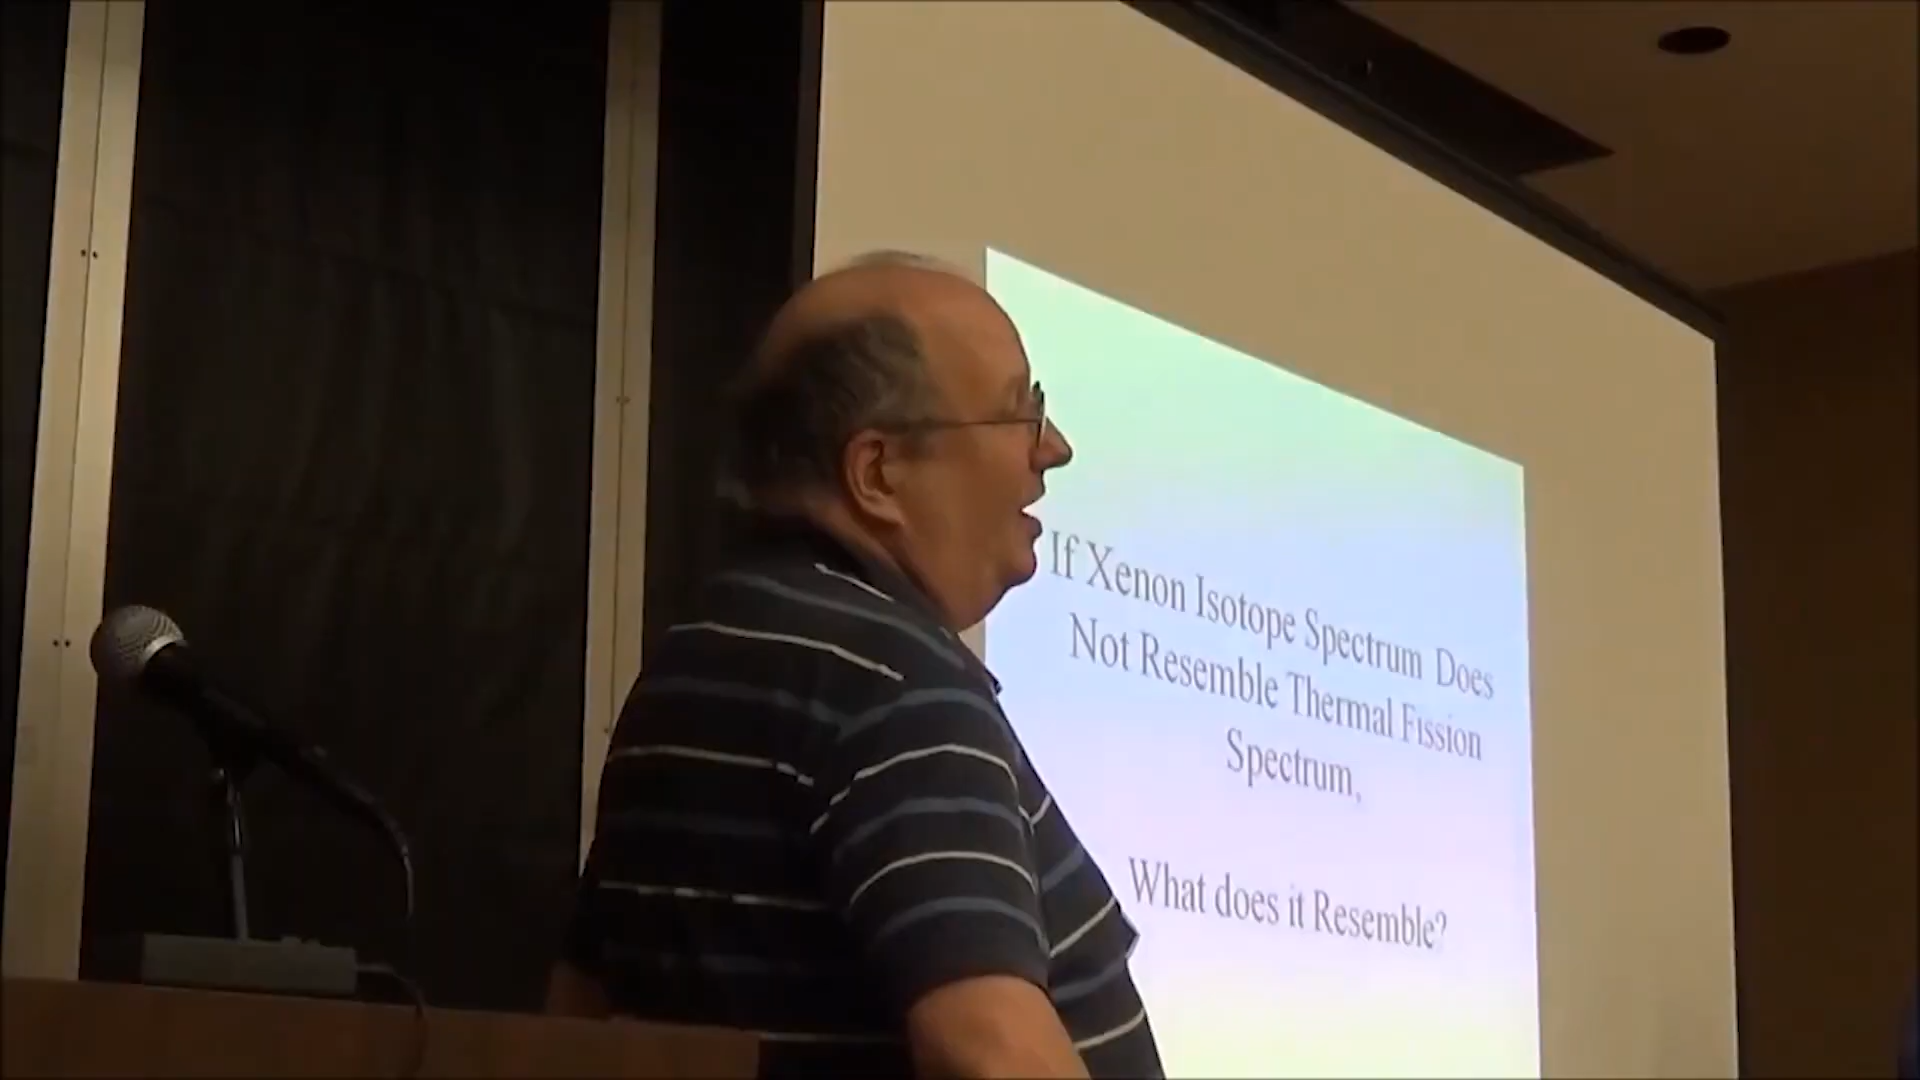 If Xenon Isotope Spectrum Does
Not Resemble Thermal Fission
Spectrum,
What does it Resemble?